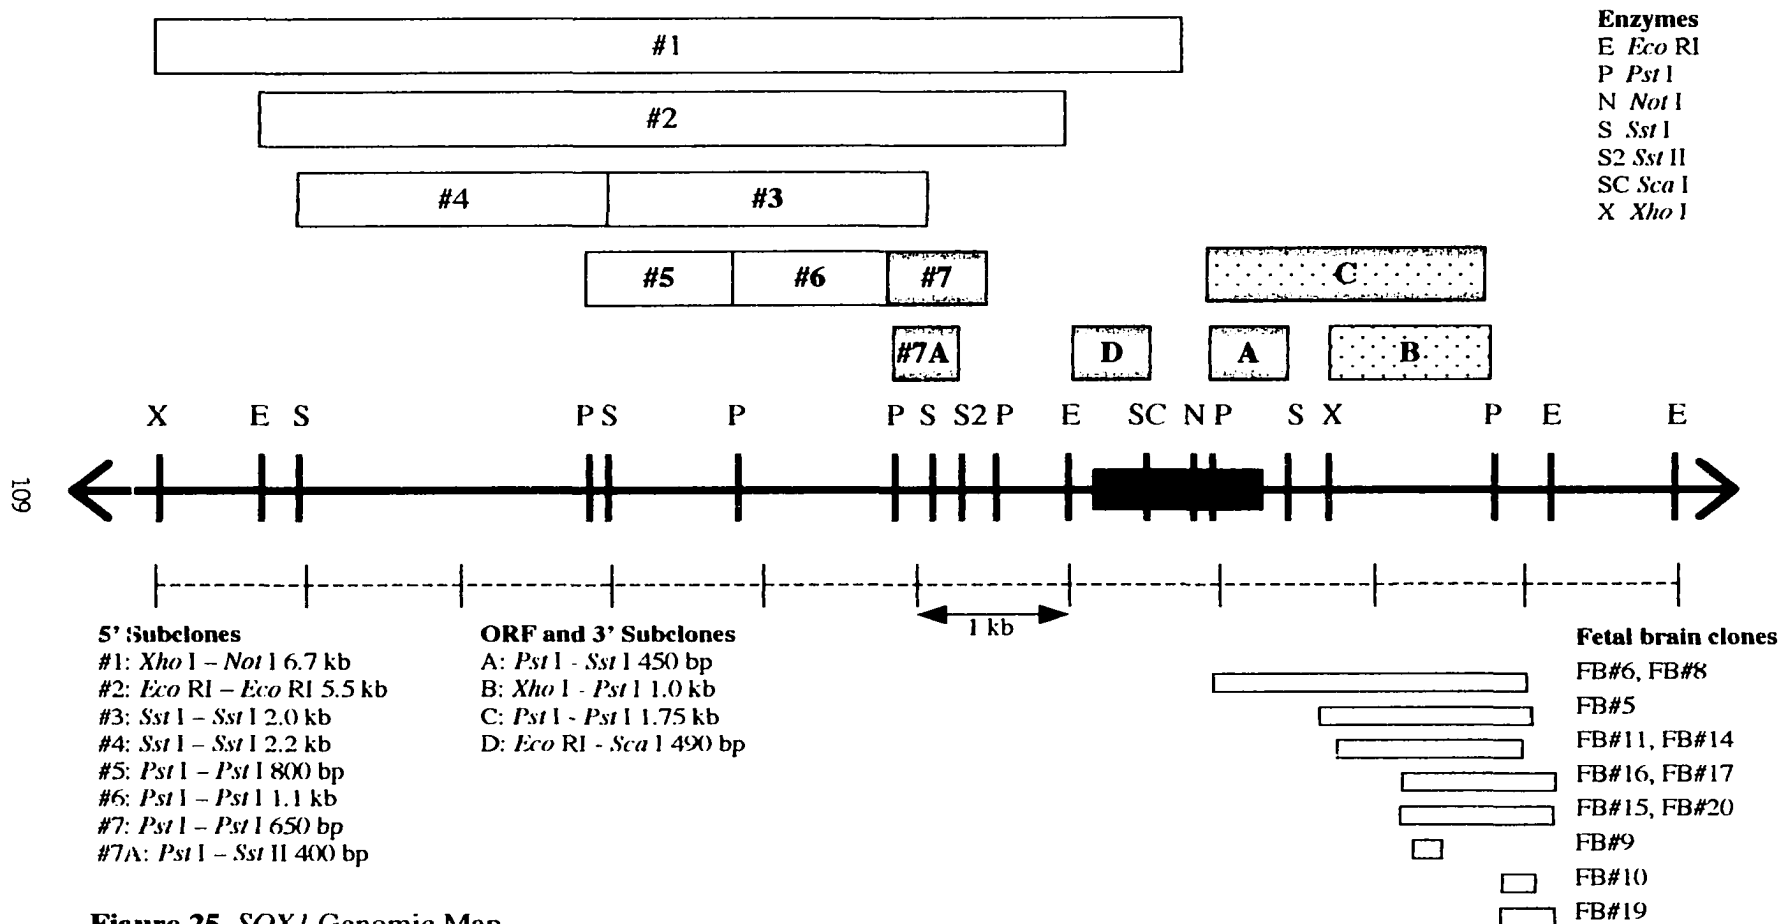 #1
#2
#4 #3
#5 #6 #7 C
#7A D A B
Enzymes
E Eco RI
P Pst I
N Not I
S Sst I
S2 Sst II
SC Sca I
X Xho I
X E S P S P P S S2 P E SC N P S X P E E
109
1 kb
5' Subclones
#1: Xho I – Not I 6.7 kb
#2: Eco RI – Eco RI 5.5 kb
#3: Sst I – Sst I 2.0 kb
#4: Sst I – Sst I 2.2 kb
#5: Pst I – Pst I 800 bp
#6: Pst I – Pst I 1.1 kb
#7: Pst I – Pst I 650 bp
#7A: Pst I – Sst II 400 bp
ORF and 3' Subclones
A: Pst I - Sst I 450 bp
B: Xho I - Pst I 1.0 kb
C: Pst I - Pst I 1.75 kb
D: Eco RI - Sca I 490 bp
Fetal brain clones
FB#6, FB#8
FB#5
FB#11, FB#14
FB#16, FB#17
FB#15, FB#20
FB#9
FB#10
FB#19
Figure 25. SOX1 Genomic Map